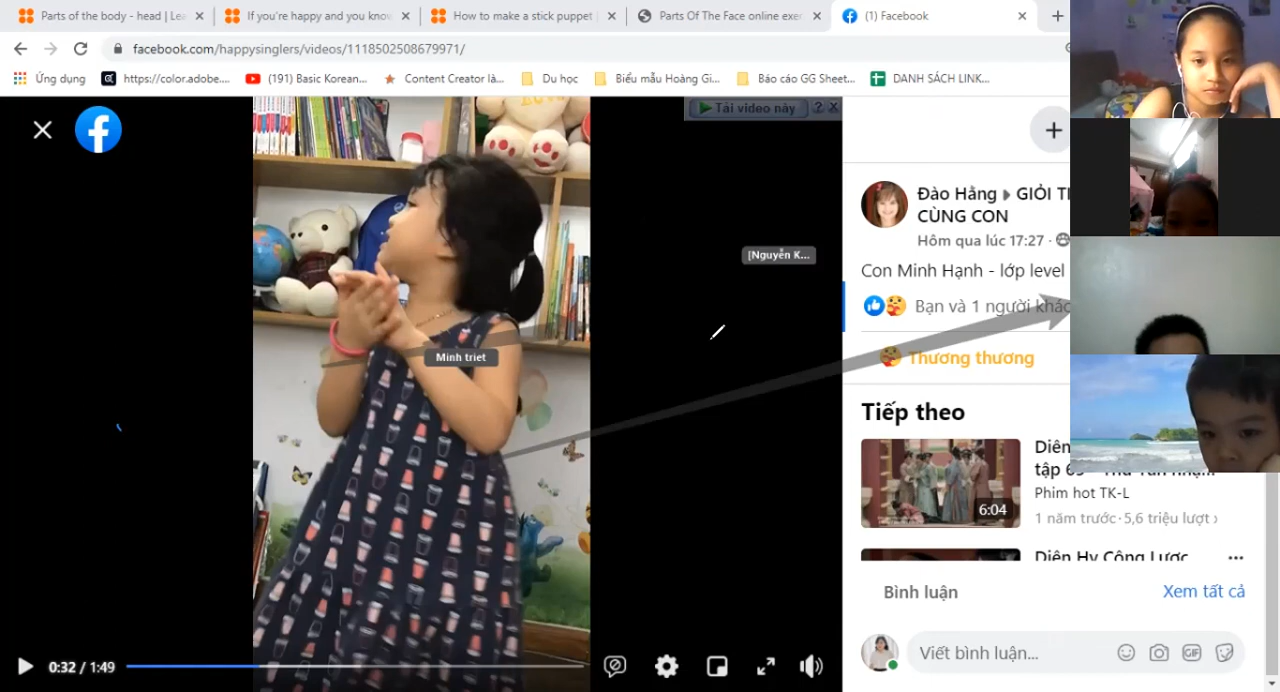 Parts of the body - head | Lea
If you're happy and you know
How to make a stick puppet
Parts Of The Face online exer
(1) Facebook
facebook.com/happysinglers/videos/1118502508679971/
Ứng dụng
https://color.adobe....
(191) Basic Korean...
Content Creator là...
Du học
Biểu mẫu Hoàng Gi...
Báo cáo GG Sheet...
DANH SÁCH LINK...
Tải video này ? X
[Nguyễn K...
Minh triet
0:32 / 1:49
Đào Hằng ▸ GIỎI TI
CÙNG CON
Hôm qua lúc 17:27 ·
Con Minh Hạnh - lớp level
Bạn và 1 người khác
Thương thương
Tiếp theo
Diên
tập
6:04
Phim hot TK-L
1 năm trước · 5,6 triệu lượt
Diên Hy Công Lược
Bình luận
Xem tất cả
Viết bình luận...
GIF